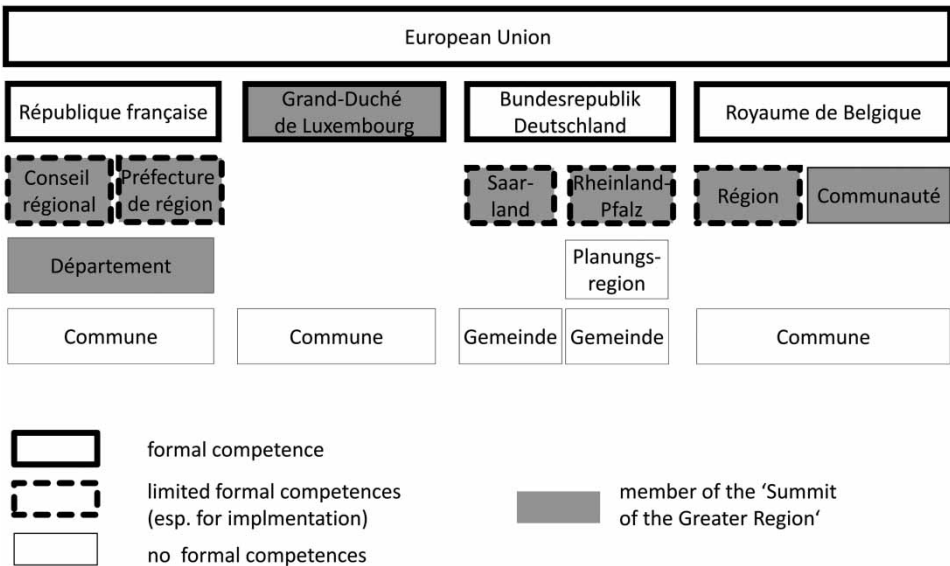 European Union
République française
Grand-Duché
de Luxembourg
Bundesrepublik
Deutschland
Royaume de Belgique
Conseil
régional
Préfecture
de région
Saar-
land
Rheinland-
Pfalz
Région
Communauté
Département
Planungs-
region
Commune
Commune
Gemeinde
Gemeinde
Commune
formal competence
limited formal competences
(esp. for implmentation)
no formal competences
member of the ‘Summit
of the Greater Region‘